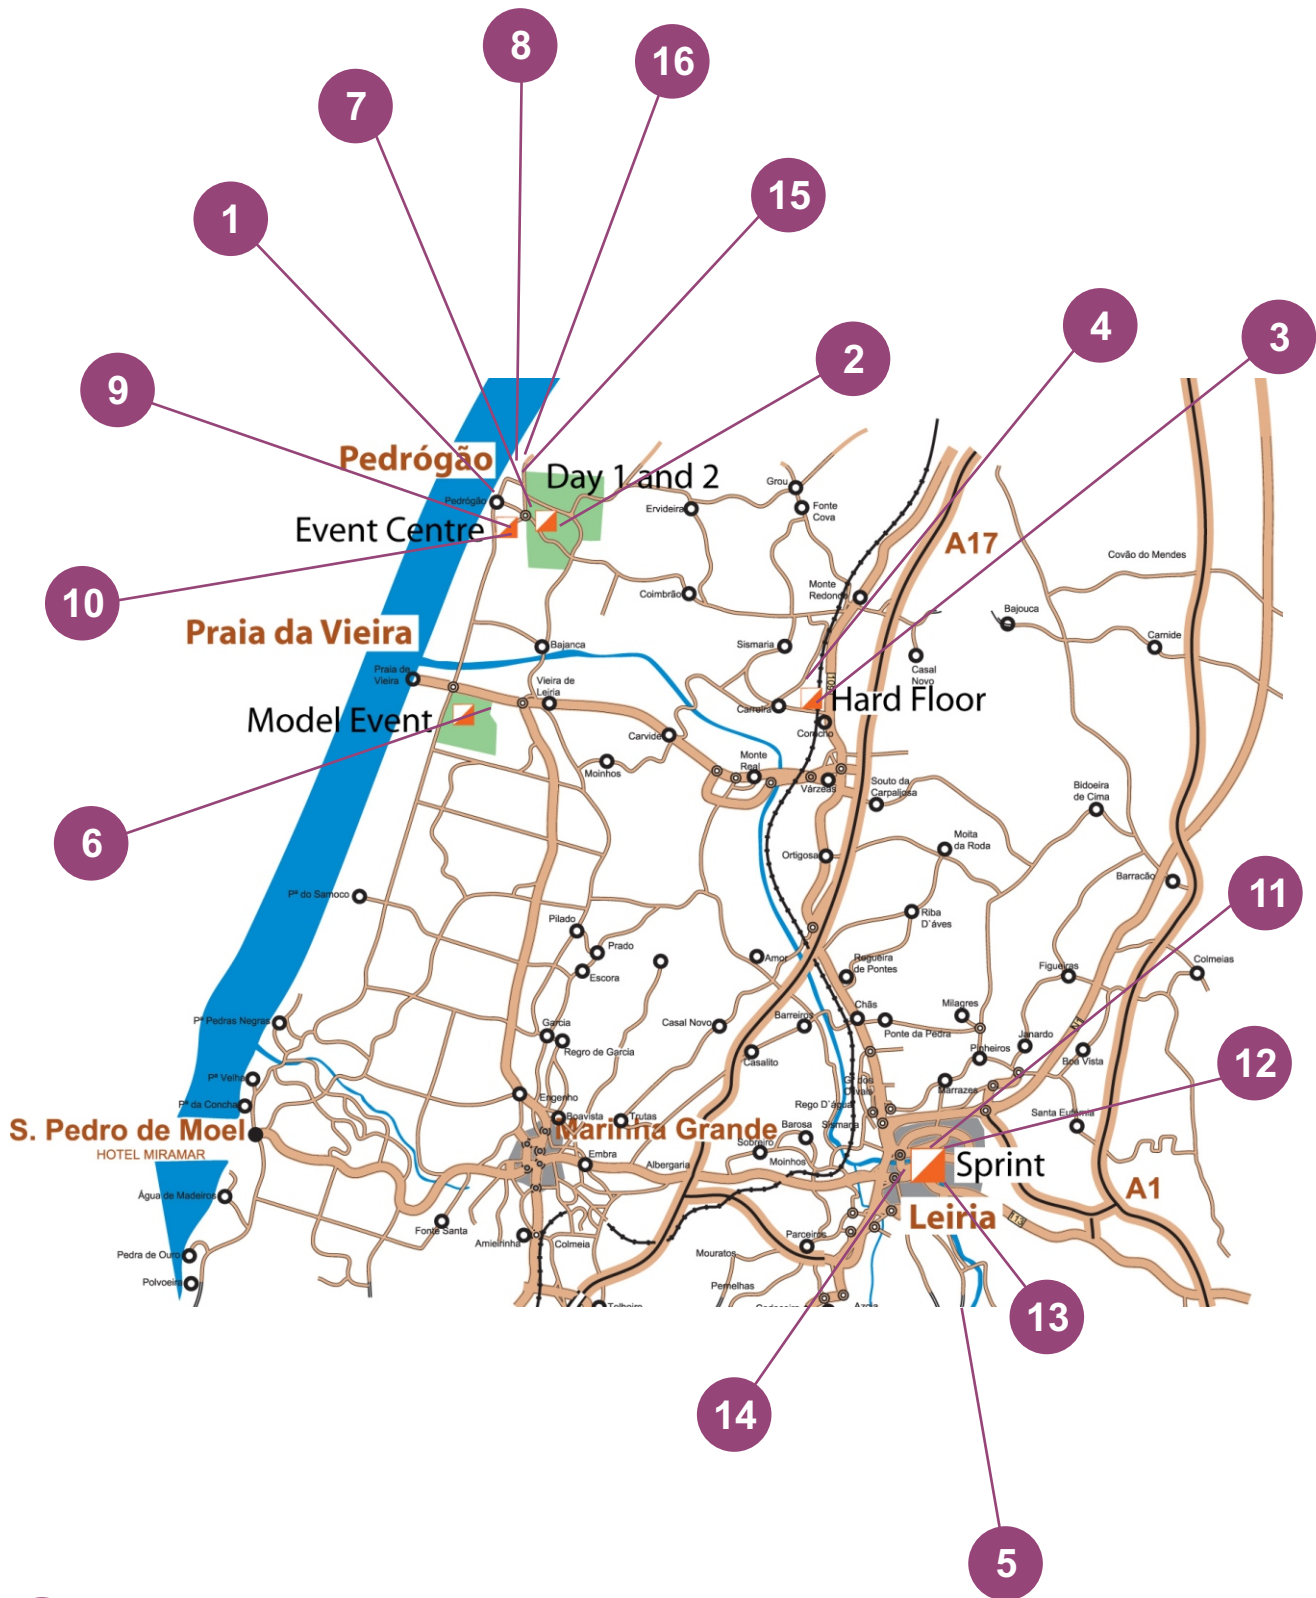 8
16
7
15
1
4
3
2
9
Pedrógão
Day 1 and 2
Grou
Pedrógão
Ervideira
Fonte
Cova
Event Centre
A17
Covão do Mendes
10
Coimbrão
Monte
Redondo
Bajouca
Praia da Vieira
Bajanca
Sismaria
Carnide
Casal
Novo
Praia de
Vieira
Vieira de
Leiria
109
Hard Floor
Carreira
Model Event
Carvide
Monte
Real
Moinhos
Várzeas
Souto da
Carpalhosa
Bidoeira
de Cima
6
Moita
da Roda
Ortigosa
Barracão
11
Pª do Samoco
Riba
D`áves
Pilado
Prado
Amor
Regueira
de Pontes
Figueiras
Colmeias
Escora
Pª Pedras Negras
Garcia
Casal Novo
Barreiros
Chãs
Milagres
Ponte da Pedra
Janardo
N1
Regro de Garcia
Casalito
Pinheiros
Boa Vista
12
Pª Velha
Marrazes
Engenho
Pª da Concha
Boavista
Trutas
Rego D`água
Santa Eufémia
Barosa
Sismaria
S. Pedro de Moel
Marinha Grande
Sobreiro
HOTEL MIRAMAR
Embra
Albergaria
Moinhos
Sprint
Água de Madeiros
A1
Leiria
113
Fonte Santa
Parceiros
Amieirinha
Colmeia
Mouratos
Pedra de Ouro
Polvoeira
Pernelhas
13
14
5